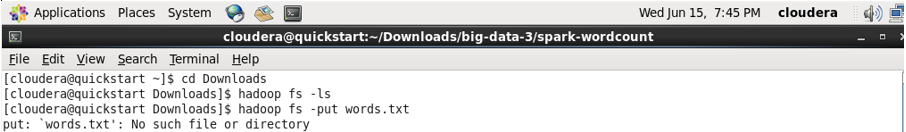 Applications Places System Wed Jun 15, 7:45 PM cloudera
cloudera@quickstart:~/Downloads/big-data-3/spark-wordcount
File Edit View Search Terminal Help
[cloudera@quickstart ~]$ cd Downloads
[cloudera@quickstart Downloads]$ hadoop fs -ls
[cloudera@quickstart Downloads]$ hadoop fs -put words.txt
put: `words.txt': No such file or directory